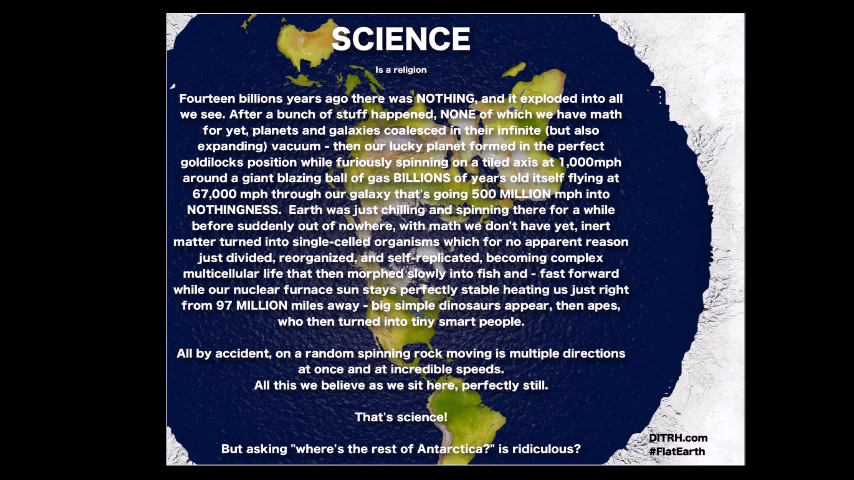 SCIENCE
Is a religion
Fourteen billions years ago there was NOTHING, and it exploded into all
we see. After a bunch of stuff happened, NONE of which we have math
for yet, planets and galaxies coalesced in their infinite (but also
expanding) vacuum - then our lucky planet formed in the perfect
goldilocks position while furiously spinning on a tiled axis at 1,000mph
around a giant blazing ball of gas BILLIONS of years old itself flying at
67,000 mph through our galaxy that's going 500 MILLION mph into
NOTHINGNESS. Earth was just chilling and spinning there for a while
before suddenly out of nowhere, with math we don't have yet, inert
matter turned into single-celled organisms which for no apparent reason
just divided, reorganized, and self-replicated, becoming complex
multicellular life that then morphed slowly into fish and - fast forward
while our nuclear furnace sun stays perfectly stable heating us just right
from 97 MILLION miles away - big simple dinosaurs appear, then apes,
who then turned into tiny smart people.
All by accident, on a random spinning rock moving is multiple directions
at once and at incredible speeds.
All this we believe as we sit here, perfectly still.
That's science!
But asking "where's the rest of Antarctica?" is ridiculous?
DITRH.com
#FlatEarth